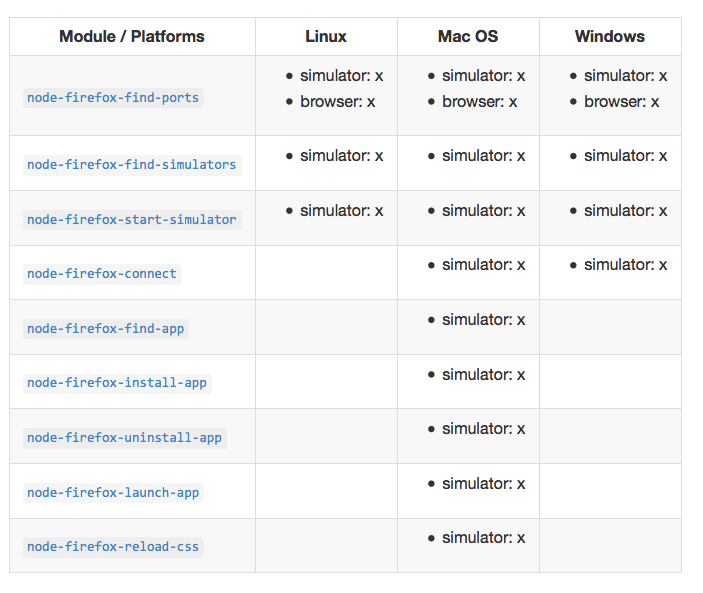 Module / Platforms Linux Mac OS Windows
node-firefox-find-ports • simulator: x • simulator: x • simulator: x
• browser: x • browser: x • browser: x
node-firefox-find-simulators • simulator: x • simulator: x • simulator: x
node-firefox-start-simulator • simulator: x • simulator: x • simulator: x
node-firefox-connect • simulator: x • simulator: x
node-firefox-find-app • simulator: x
node-firefox-install-app • simulator: x
node-firefox-uninstall-app • simulator: x
node-firefox-launch-app • simulator: x
node-firefox-reload-css • simulator: x